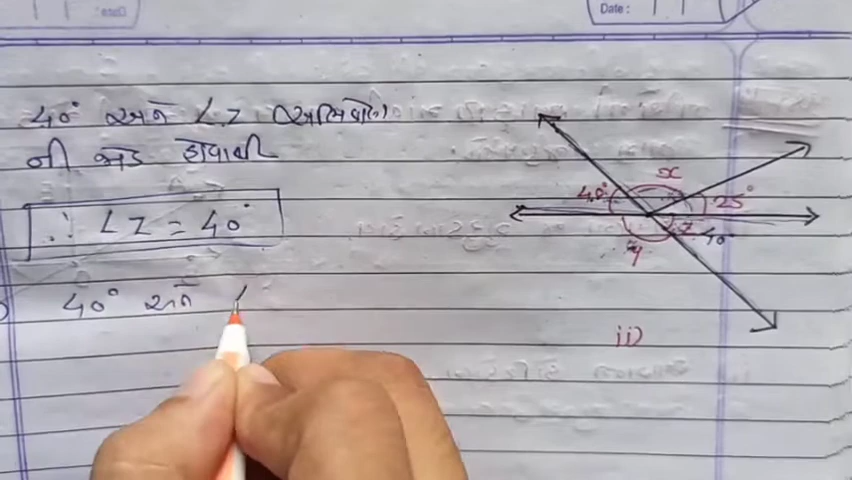 Date :
40° અને ∠z અભિકોણ
ની જોડ હોવાથી
∴ ∠z = 40°
40° અને ∠
x
40°
25°
z
40°
y
ii)